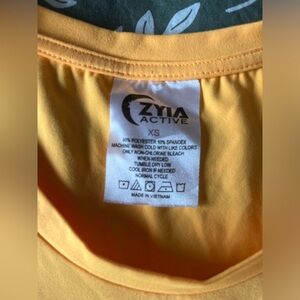 ZYIA
ACTIVE
XS
90% POLYESTER 10% SPANDEX
MACHINE WASH COLD WITH LIKE COLORS
ONLY NON-CHLORINE BLEACH
WHEN NEEDED
TUMBLE DRY LOW
COOL IRON IF NEEDED
NORMAL CYCLE
MADE IN VIETNAM